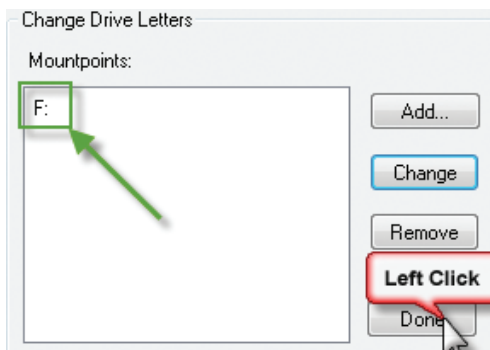 Change Drive Letters
Mountpoints:
F:
Add...
Change
Remove
Left Click
Done